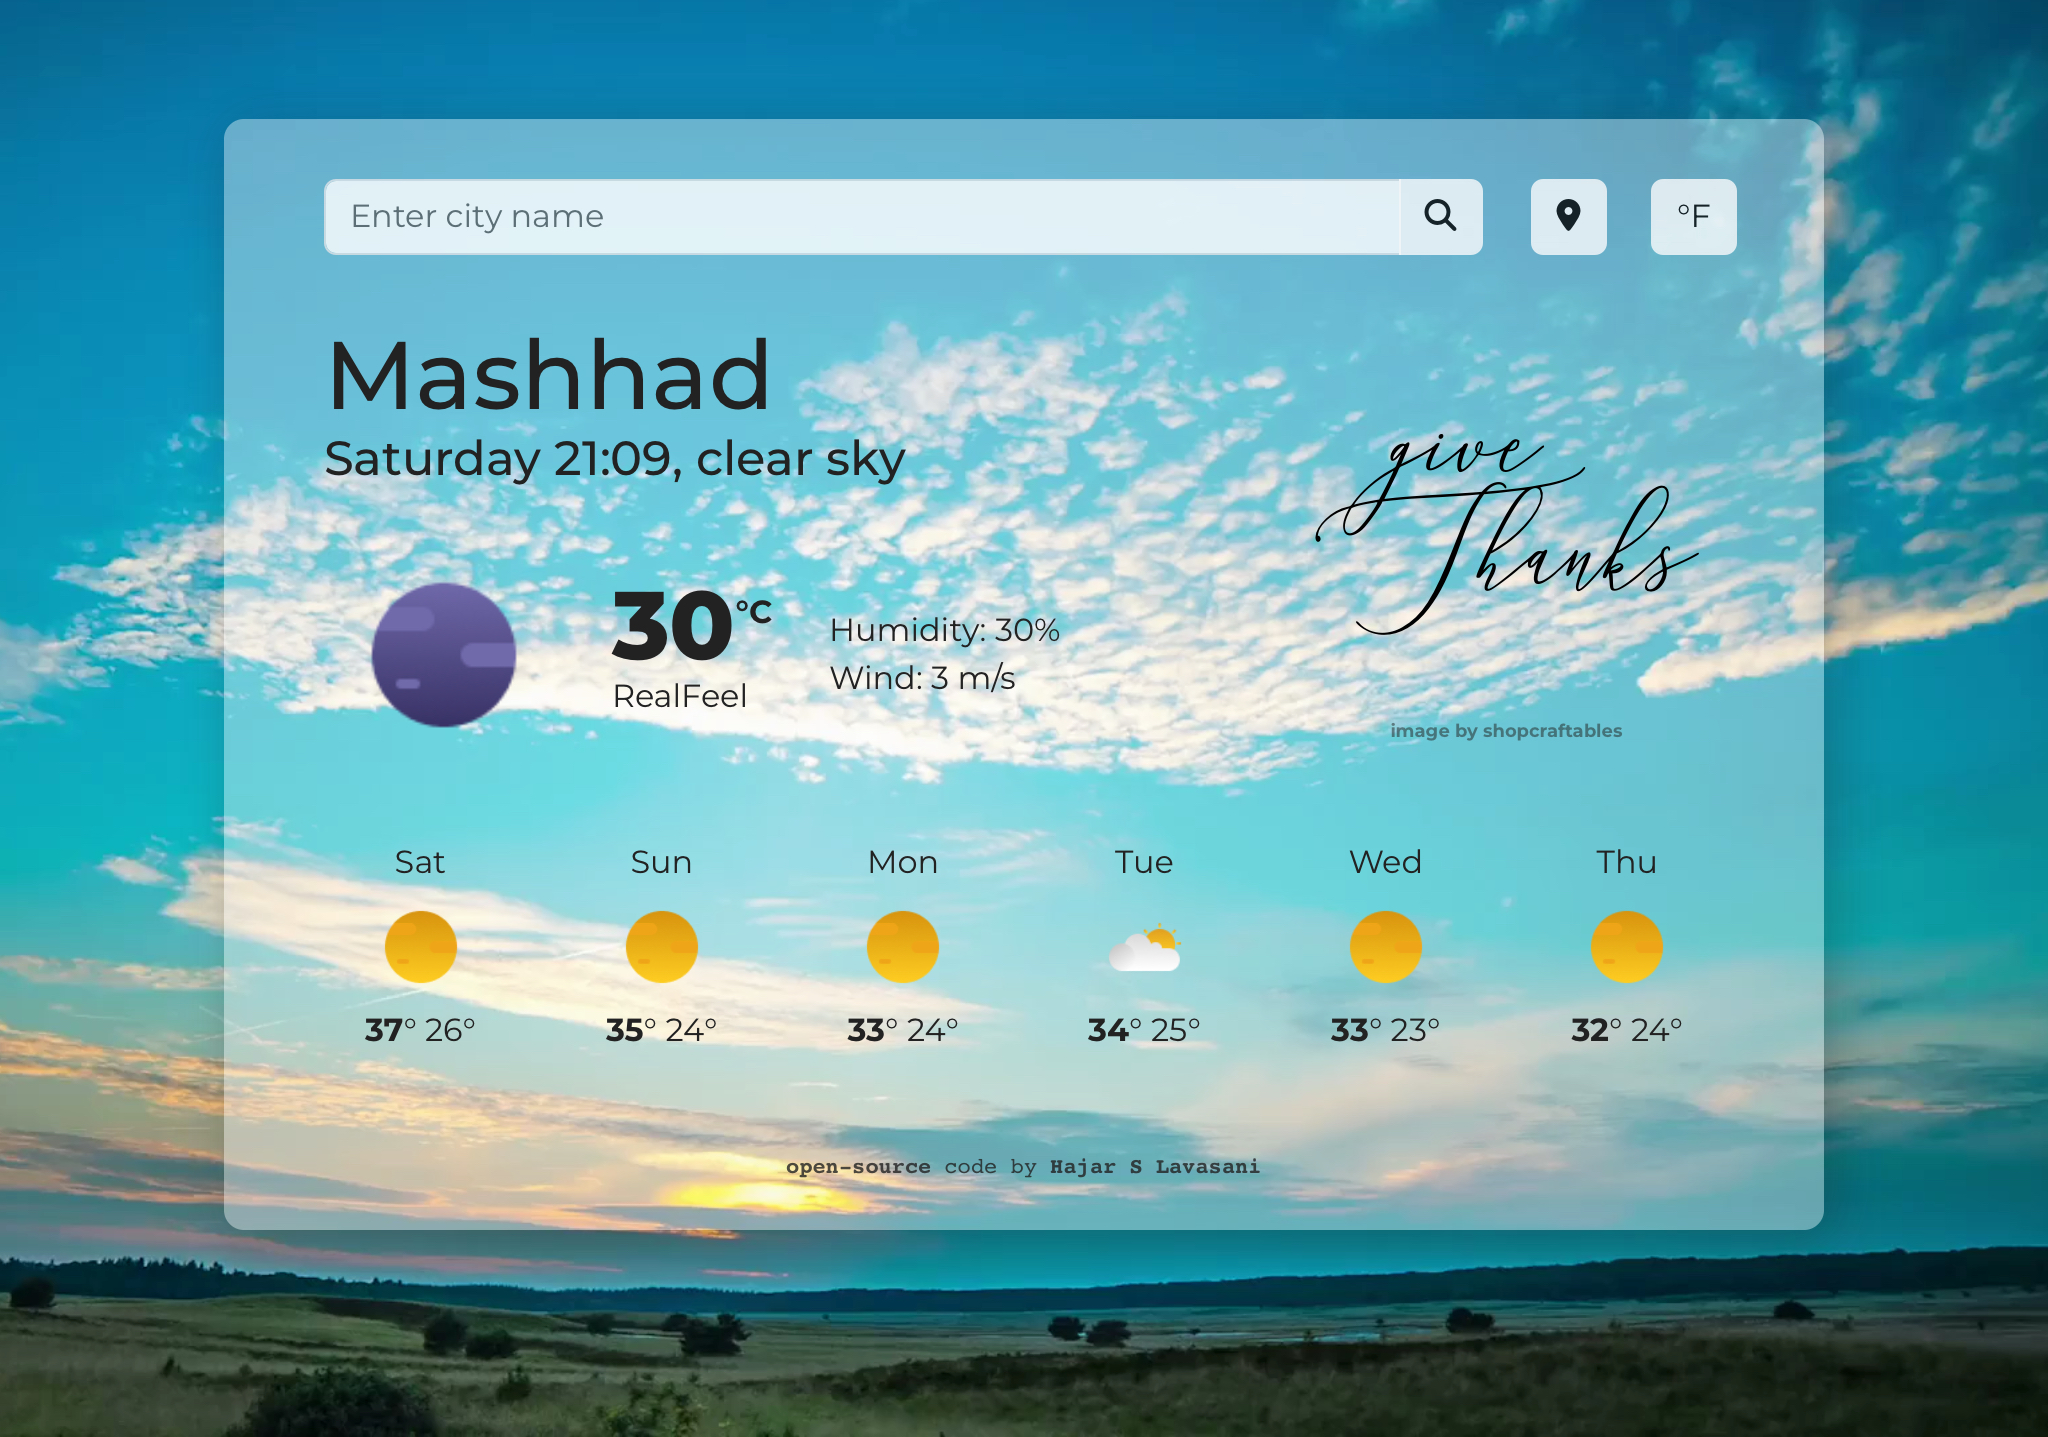 Enter city name
°F
Mashhad
Saturday 21:09, clear sky
give
Thanks
30°C
RealFeel
Humidity: 30%
Wind: 3 m/s
image by shopcraftables
Sat Sun Mon Tue Wed Thu
37° 26° 35° 24° 33° 24° 34° 25° 33° 23° 32° 24°
open-source code by Hajar S Lavasani